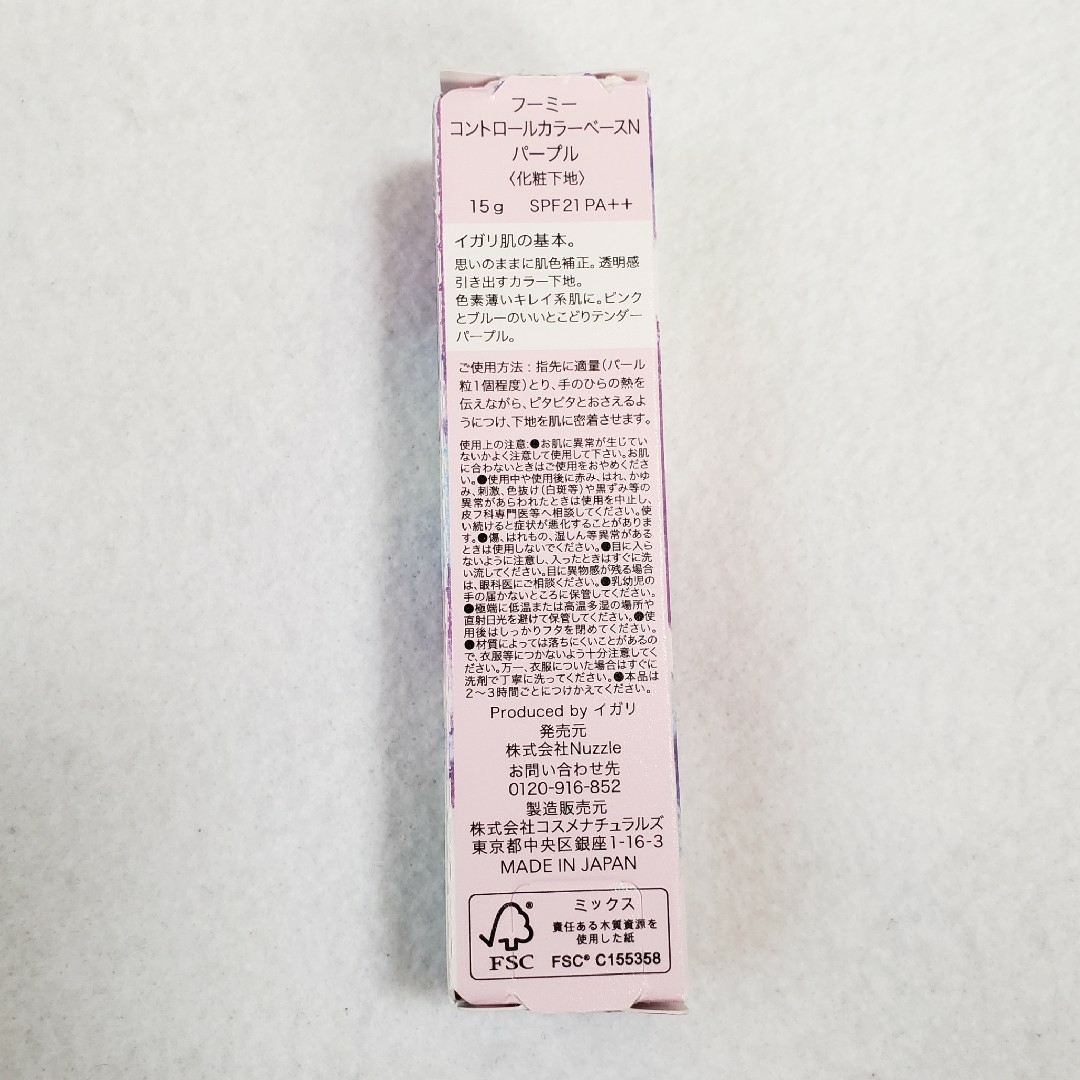 フーミー
コントロールカラーベースN
パープル
〈化粧下地〉
15g SPF21 PA++
イガリ肌の基本。
思いのままに肌色補正。透明感
引き出すカラー下地。
色素薄いキレイ系肌に。ピンク
とブルーのいいとこどりテンダー
パープル。
ご使用方法：指先に適量（パール
粒1個程度）とり、手のひらの熱を
伝えながら、ピタピタとおさえるよ
うにつけ、下地を肌に密着させます。
使用上の注意:●お肌に異常が生じてい
ないかよく注意して使用して下さい。お肌
に合わないときはご使用をおやめくださ
い。●使用中や使用後に赤み、はれ、かゆ
み、刺激、色抜け（白斑等）や黒ずみ等の
異常があらわれたときは使用を中止し、
皮フ科専門医等へ相談してください。使
い続けると症状が悪化することがありま
す。●傷、はれもの、湿しん等異常がある
ときは使用しないでください。●目に入ら
ないように注意し、入ったときはすぐに洗
い流してください。目に異物感が残る場合
は、眼科医にご相談ください。●乳幼児の
手の届かないところに保管してください。
●極端に低温または高温多湿の場所や
直射日光を避けて保管してください。●使
用後はしっかりフタを閉めてください。
●材質によっては落ちにくいことがあるの
で、衣服等につかないよう十分注意してく
ださい。万一、衣服についた場合はすぐに
洗剤で丁寧に洗ってください。●本品は
2〜3時間ごとにつけかえてください。
Produced by イガリ
発売元
株式会社Nuzzle
お問い合わせ先
0120-916-852
製造販売元
株式会社コスメナチュラルズ
東京都中央区銀座1-16-3
MADE IN JAPAN
ミックス
責任ある木質資源を
使用した紙
FSC
FSC® C155358